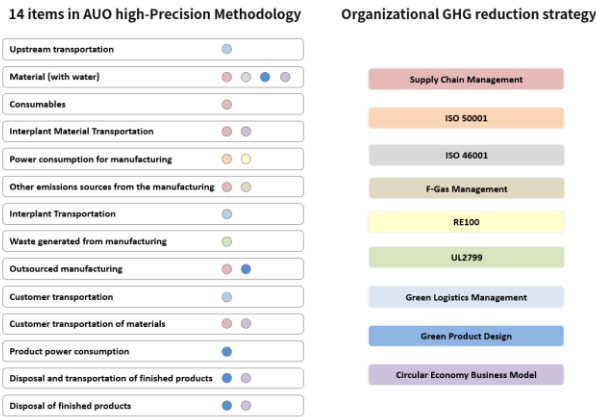 14 items in AUO high-Precision Methodology
Upstream transportation
Material (with water)
Consumables
Interplant Material Transportation
Power consumption for manufacturing
Other emissions sources from the manufacturing
Interplant Transportation
Waste generated from manufacturing
Outsourced manufacturing
Customer transportation
Customer transportation of materials
Product power consumption
Disposal and transportation of finished products
Disposal of finished products
Organizational GHG reduction strategy
Supply Chain Management
ISO 50001
ISO 46001
F-Gas Management
RE100
UL2799
Green Logistics Management
Green Product Design
Circular Economy Business Model